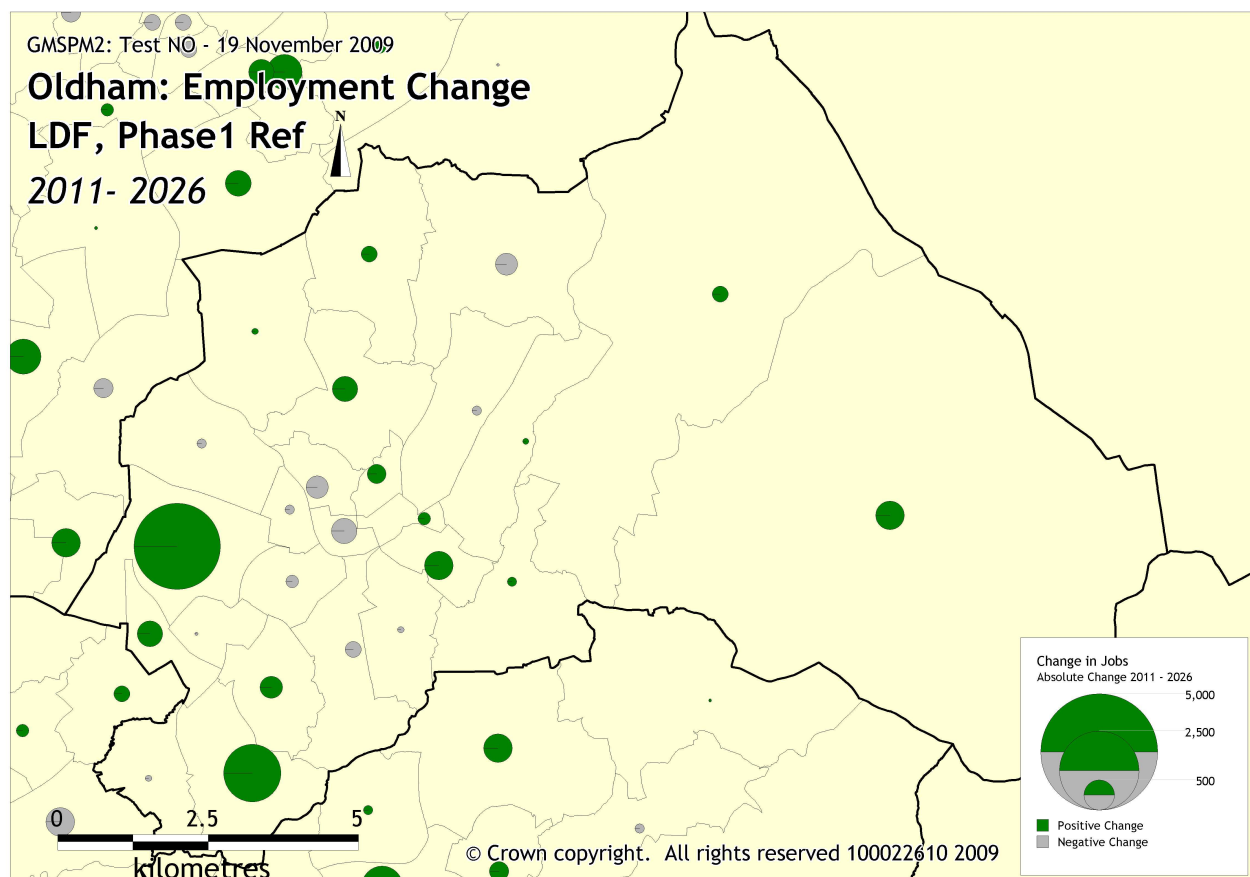 GMSPM2: Test NO - 19 November 2009
Oldham: Employment Change
LDF, Phase1 Ref
2011- 2026
N
Change in Jobs
Absolute Change 2011 - 2026
5,000
2,500
500
Positive Change
Negative Change
0 2.5 5
kilometres
© Crown copyright. All rights reserved 100022610 2009